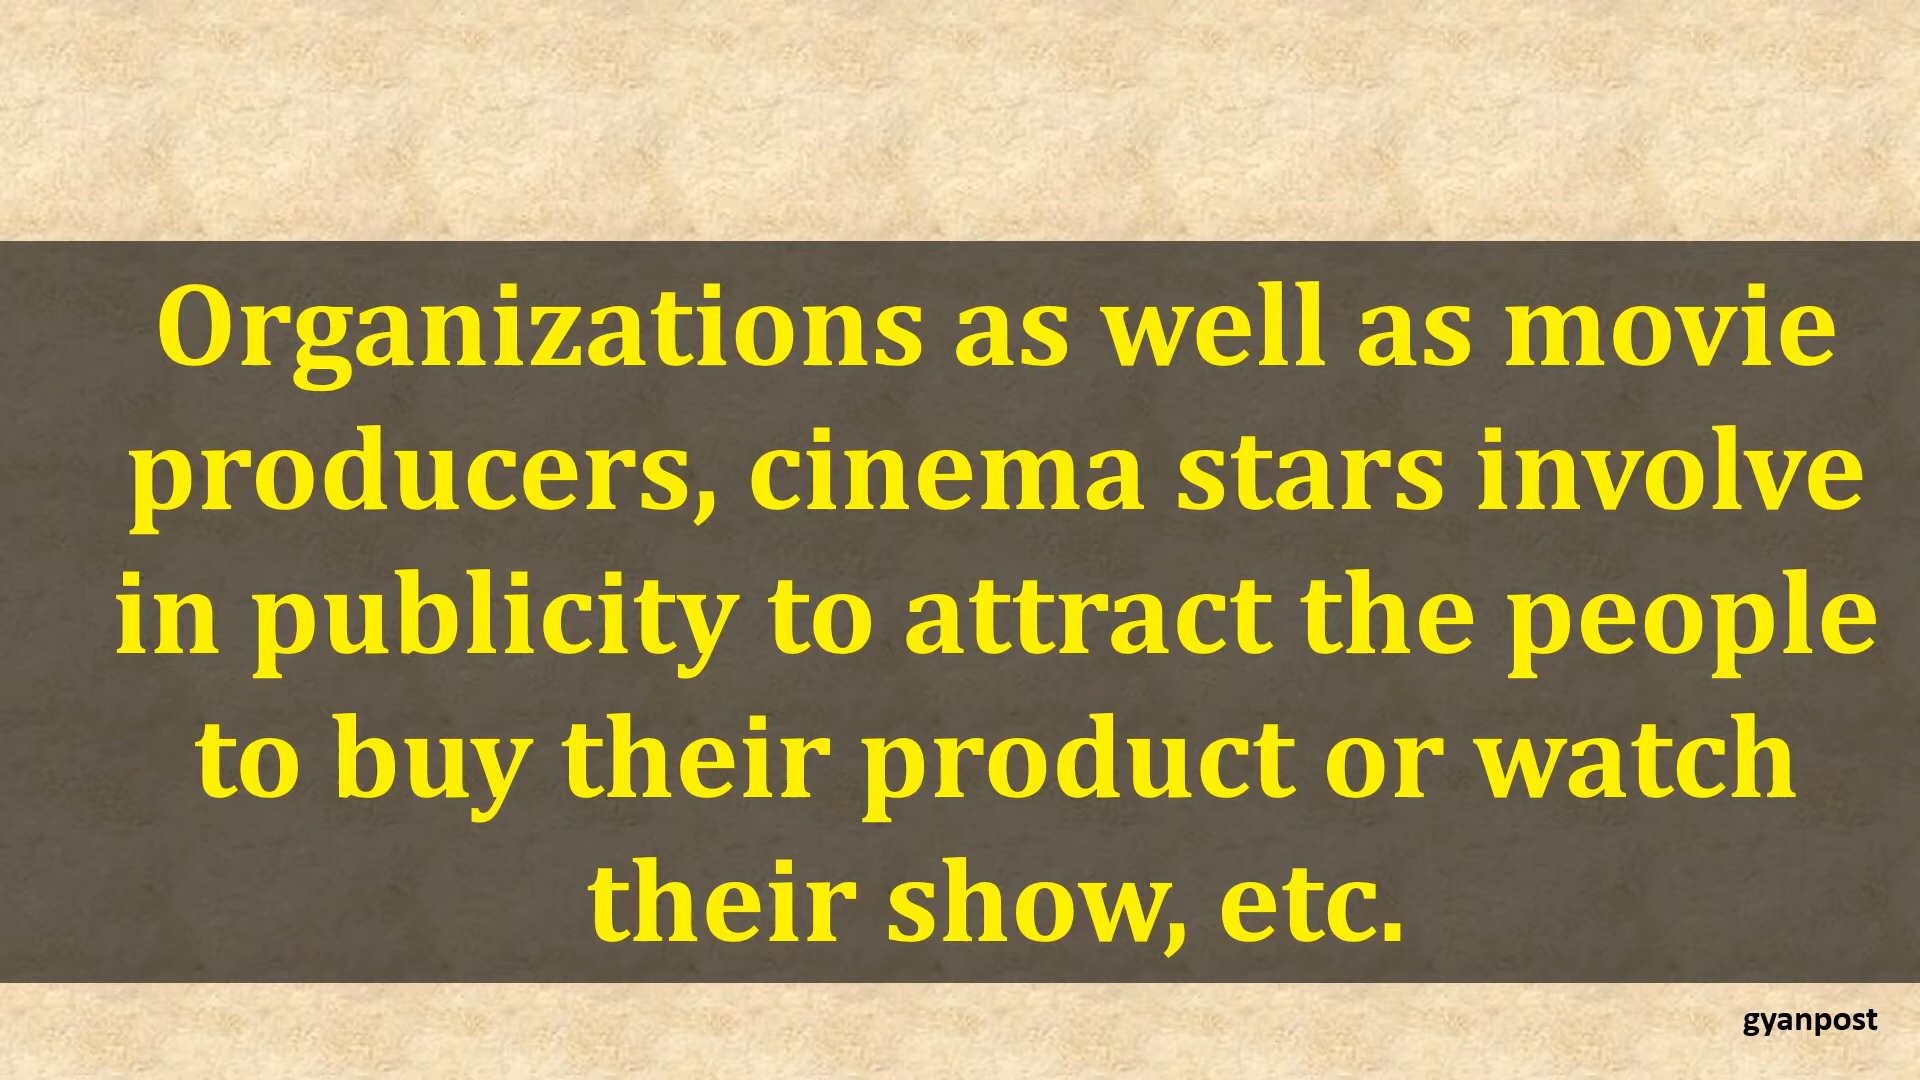 Organizations as well as movie
producers, cinema stars involve
in publicity to attract the people
to buy their product or watch
their show, etc.
gyanpost